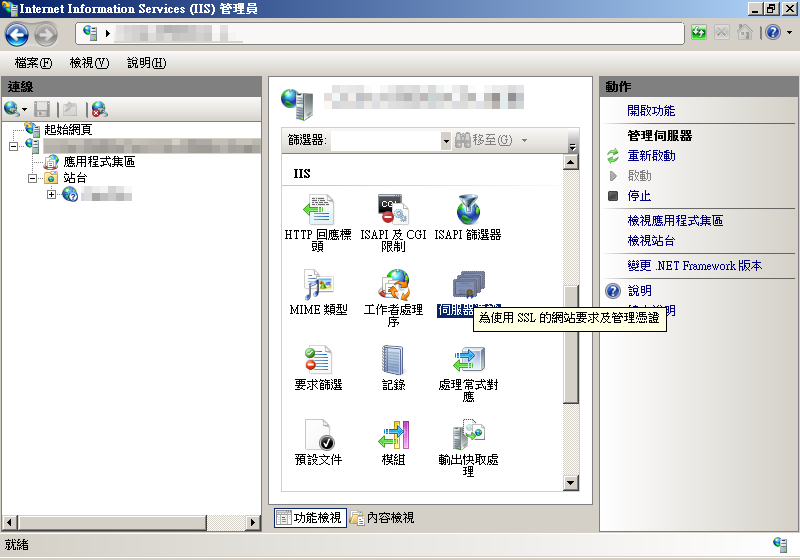 Internet Information Services (IIS) 管理員
檔案(F) 檢視(V) 說明(H)
連線
起始網頁
應用程式集區
站台
篩選器:
移至(G)
IIS
HTTP 回應標頭
ISAPI 及 CGI 限制
ISAPI 篩選器
MIME 類型
工作者處理序
伺服器
為使用 SSL 的網站要求及管理憑證
要求篩選
記錄
處理常式對應
預設文件
模組
輸出快取處理
功能檢視
內容檢視
動作
開啟功能
管理伺服器
重新啟動
啟動
停止
檢視應用程式集區
檢視站台
變更 .NET Framework 版本
說明
說明
就緒